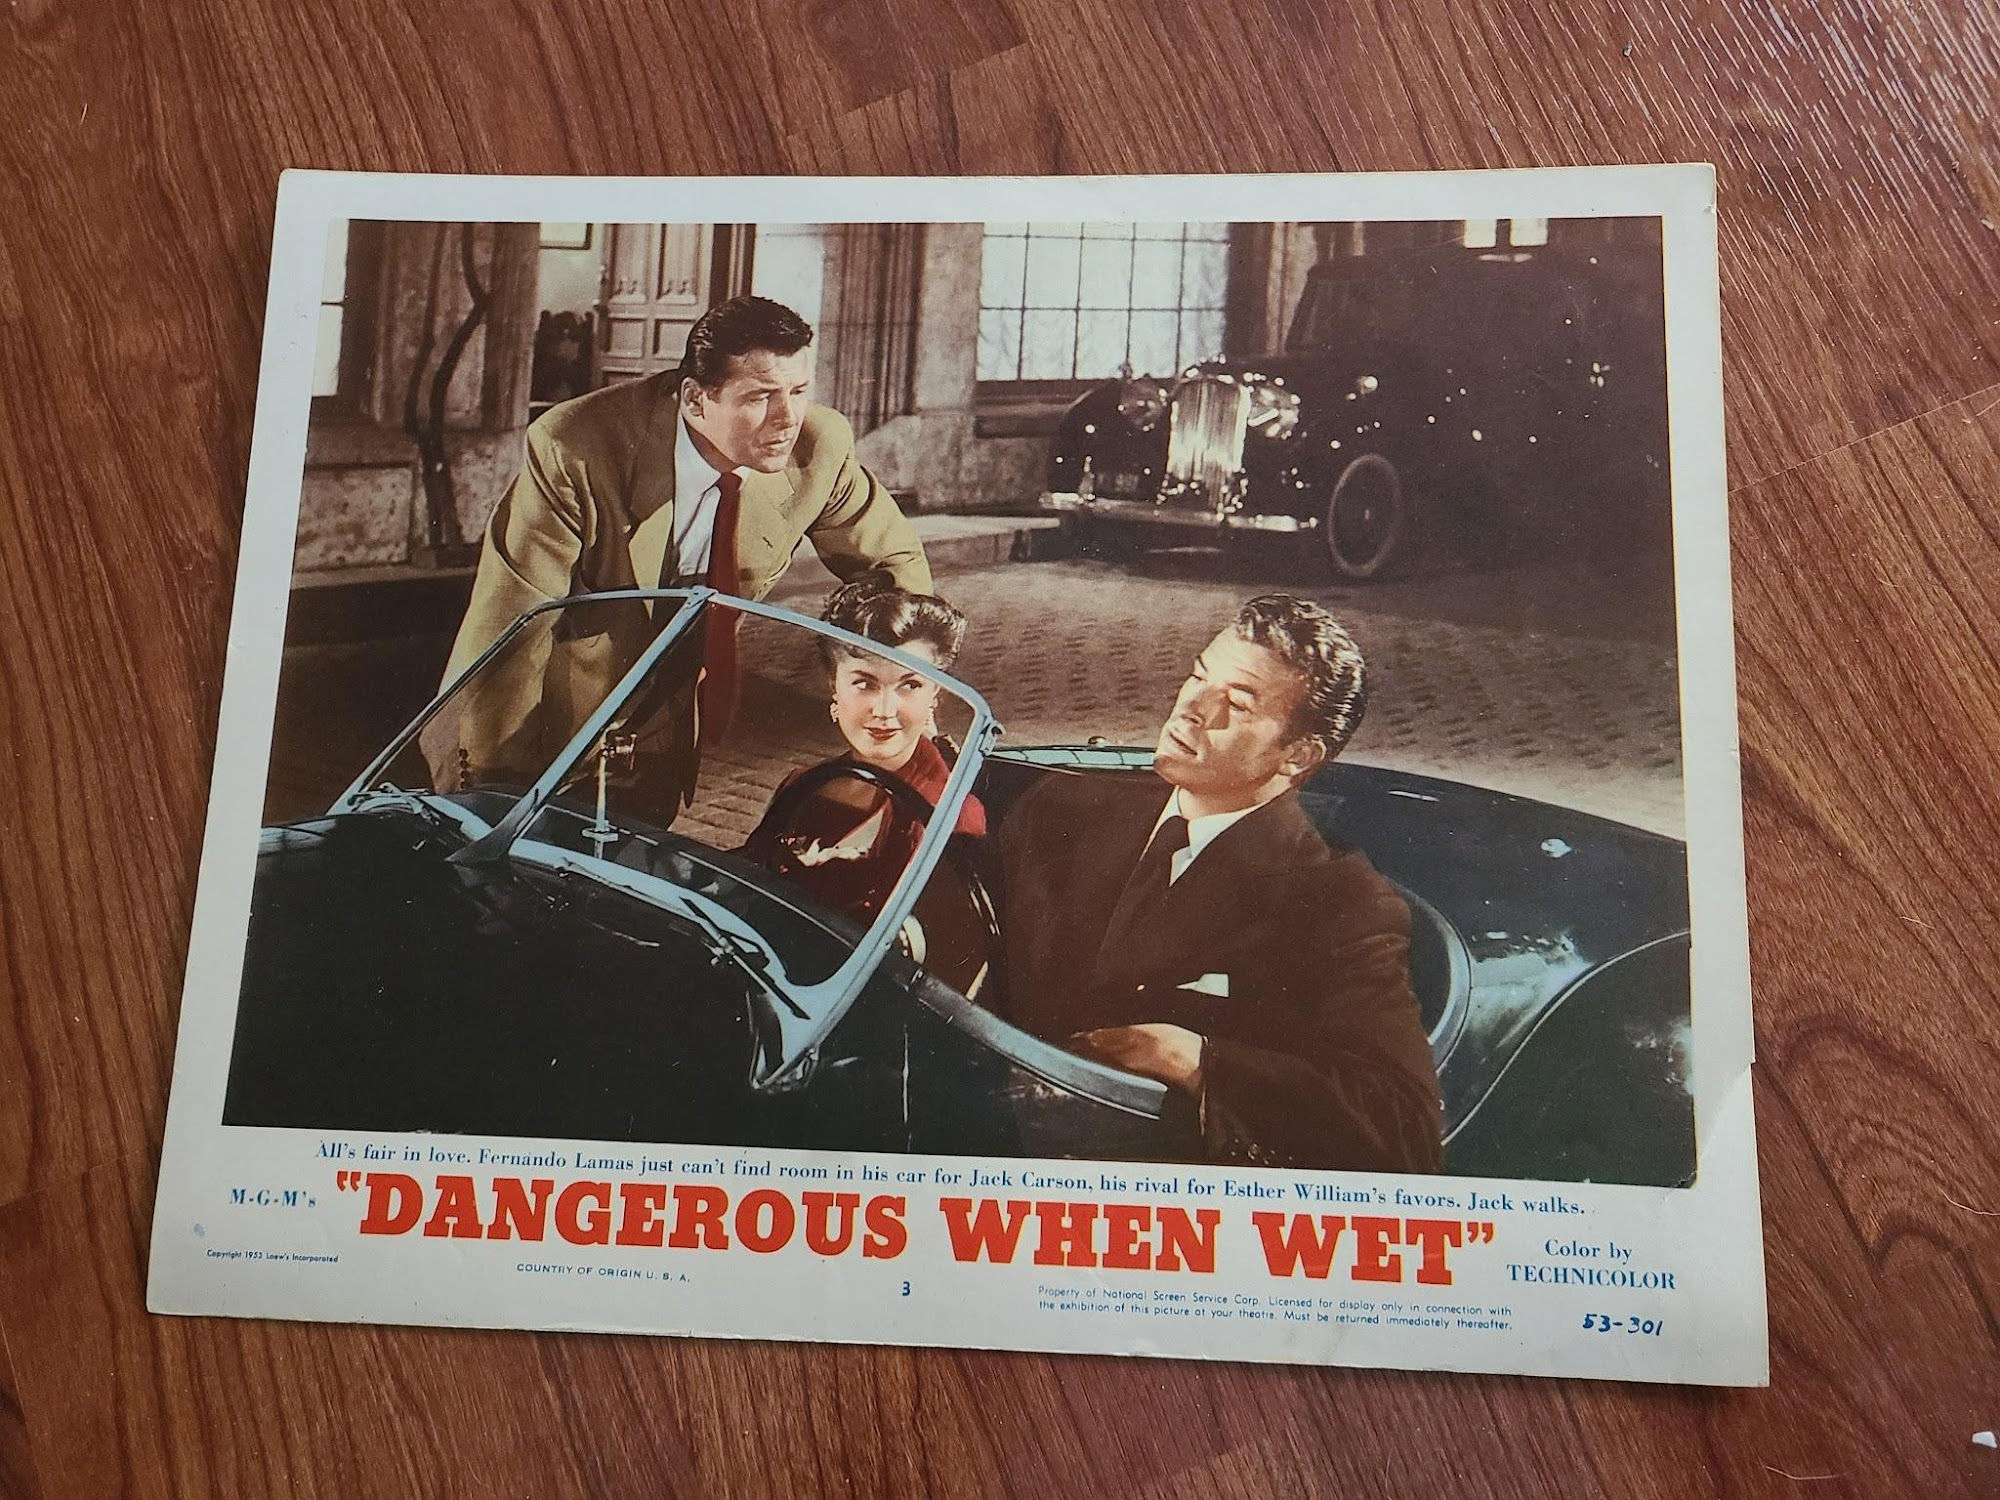 All's fair in love. Fernando Lamas just can't find room in his car for Jack Carson, his rival for Esther William's favors. Jack walks.
M-G-M's "DANGEROUS WHEN WET"
Color by
TECHNICOLOR
Copyright 1953 Loew's Incorporated
COUNTRY OF ORIGIN U. S. A.
3
Property of National Screen Service Corp. Licensed for display only in connection with
the exhibition of this picture at your theatre. Must be returned immediately thereafter.
53-301